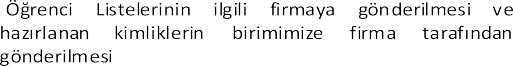 Öğrenci Listelerinin ilgili firmaya gönderilmesi ve
hazırlanan kimliklerin birimimize firma tarafından
gönderilmesi